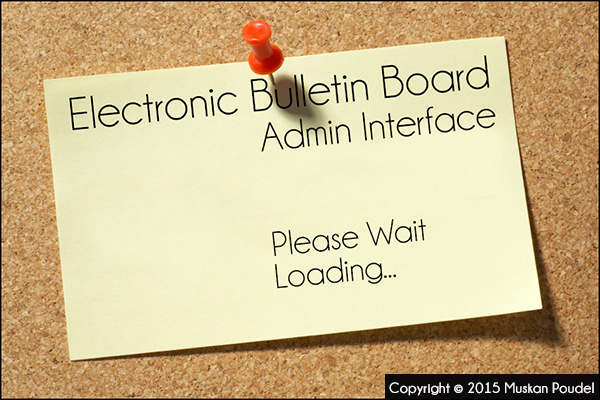 Electronic Bulletin Board
Admin Interface
Please Wait
Loading...
Copyright © 2015 Muskan Poudel